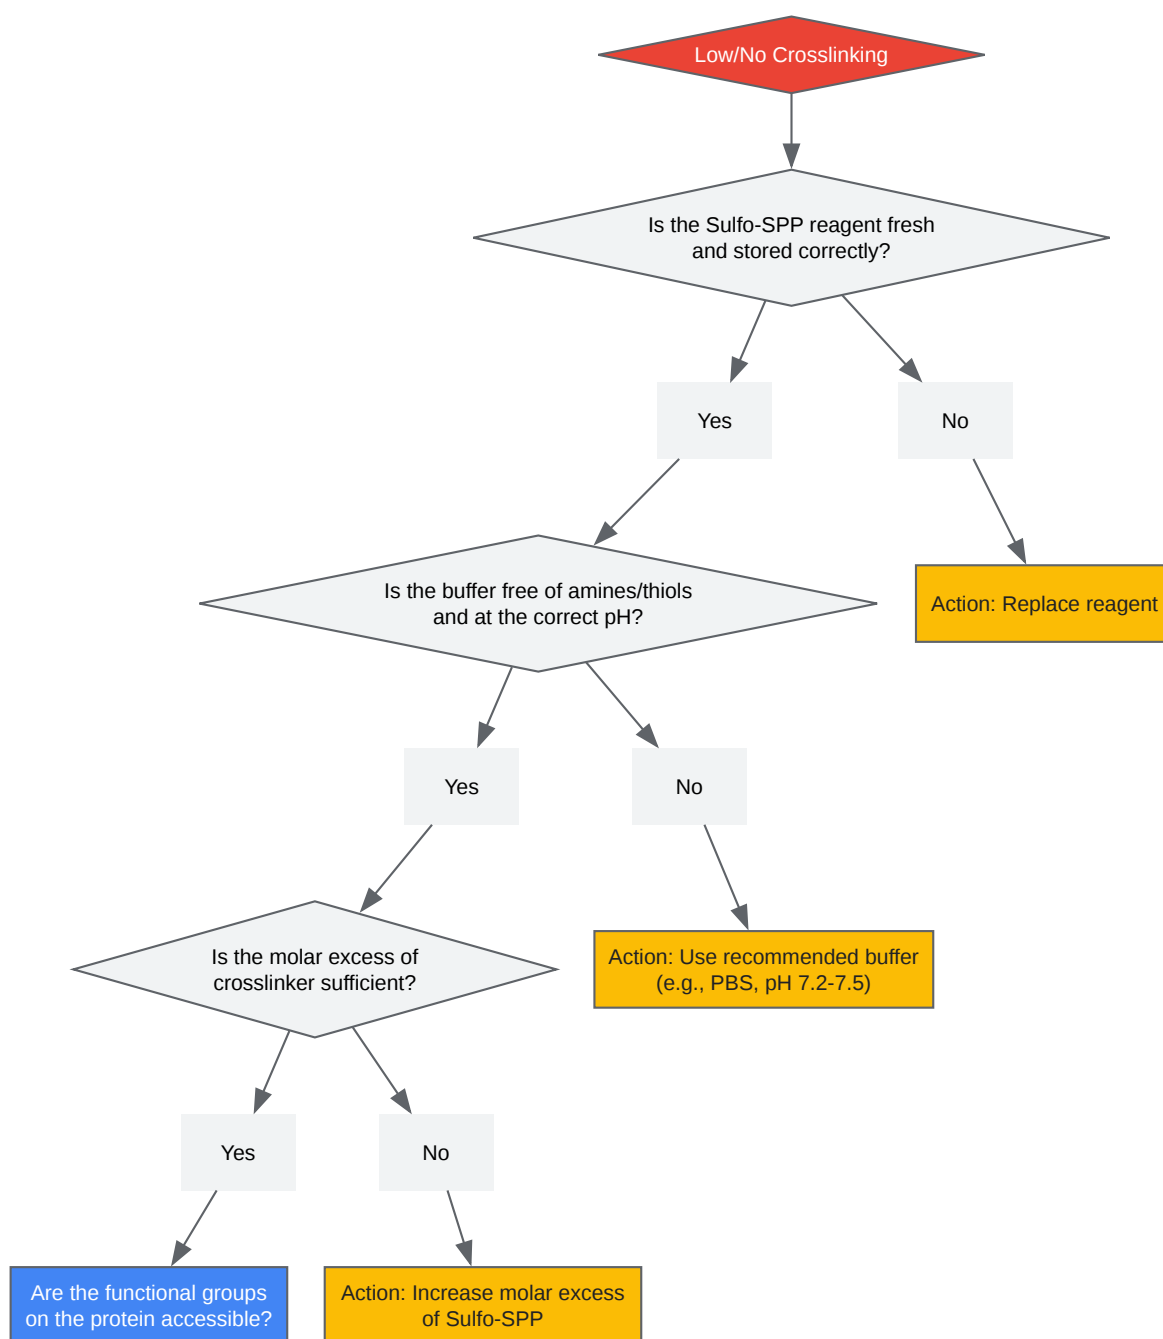 Low/No Crosslinking
Is the Sulfo-SPP reagent fresh
and stored correctly?
Yes
No
Is the buffer free of amines/thiols
and at the correct pH?
Action: Replace reagent
Yes
No
Is the molar excess of
crosslinker sufficient?
Action: Use recommended buffer
(e.g., PBS, pH 7.2-7.5)
Yes
No
Are the functional groups
on the protein accessible?
Action: Increase molar excess
of Sulfo-SPP